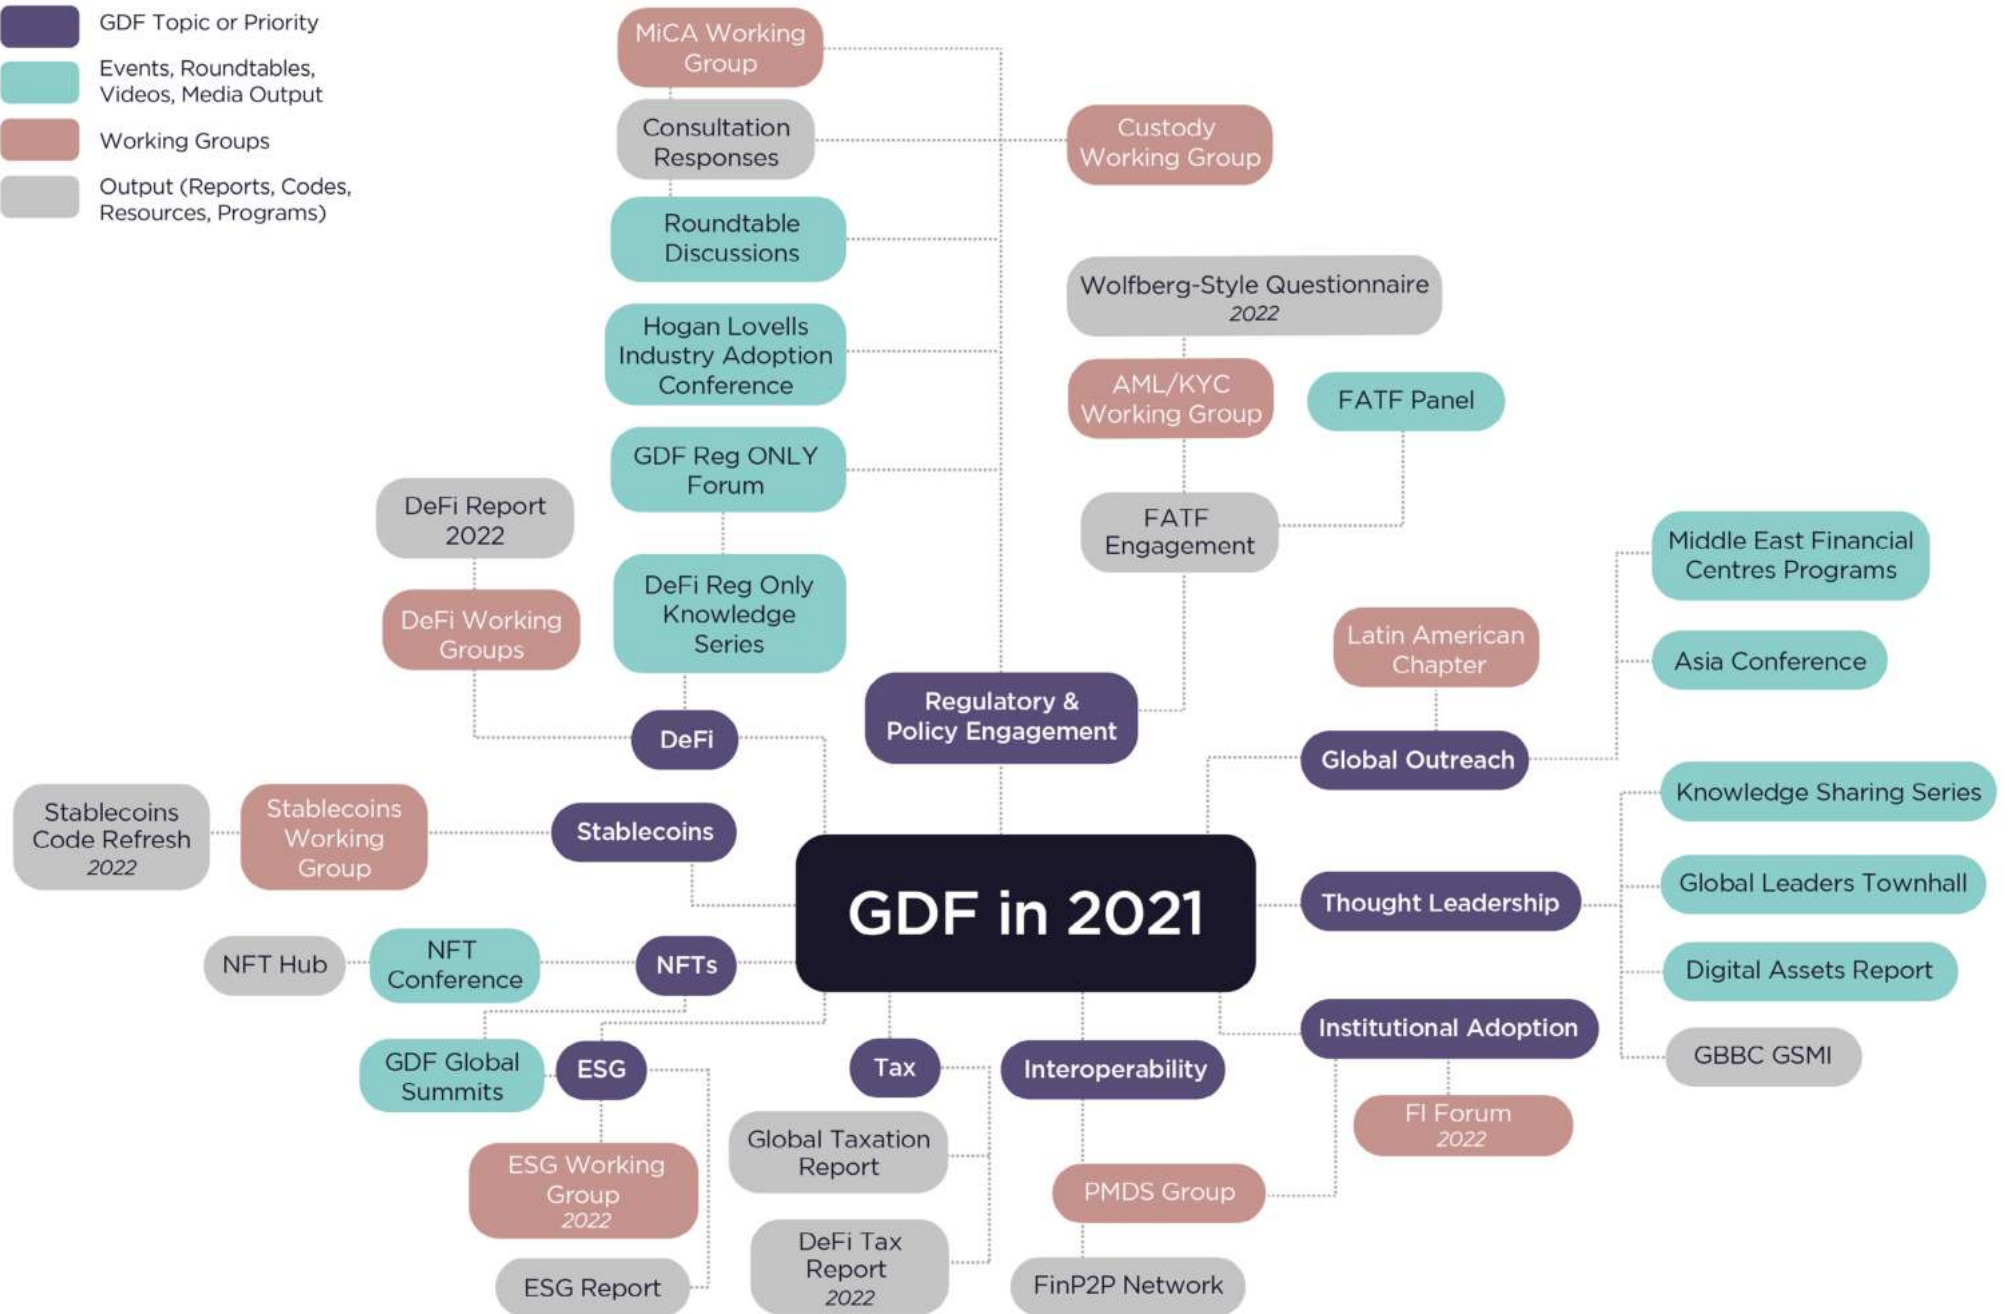 GDF Topic or Priority
Events, Roundtables,
Videos, Media Output
Working Groups
Output (Reports, Codes,
Resources, Programs)
MiCA Working
Group
Consultation
Responses
Custody
Working Group
Roundtable
Discussions
Hogan Lovells
Industry Adoption
Conference
Wolfberg-Style Questionnaire
2022
AML/KYC
Working Group
FATF Panel
GDF Reg ONLY
Forum
FATF
Engagement
DeFi Report
2022
DeFi Working
Groups
DeFi Reg Only
Knowledge
Series
Middle East Financial
Centres Programs
Latin American
Chapter
Asia Conference
Regulatory &
Policy Engagement
DeFi
Global Outreach
Stablecoins
Code Refresh
2022
Stablecoins
Working
Group
Stablecoins
Knowledge Sharing Series
GDF in 2021
Thought Leadership
Global Leaders Townhall
NFT Hub
NFT
Conference
NFTs
Digital Assets Report
Institutional Adoption
GBBC GSMI
GDF Global
Summits
ESG
Tax
Interoperability
FI Forum
2022
Global Taxation
Report
ESG Working
Group
2022
PMDS Group
DeFi Tax
Report
2022
ESG Report
FinP2P Network